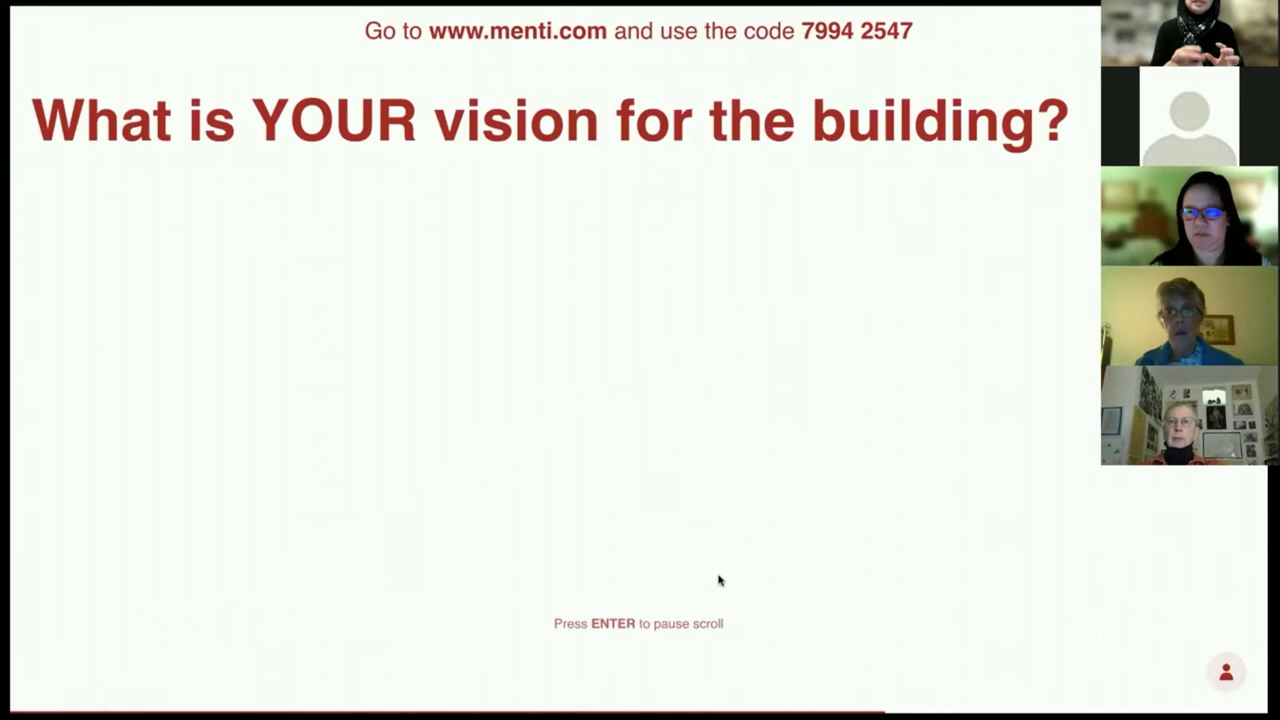 Go to www.menti.com and use the code 7994 2547
What is YOUR vision for the building?
Press ENTER to pause scroll